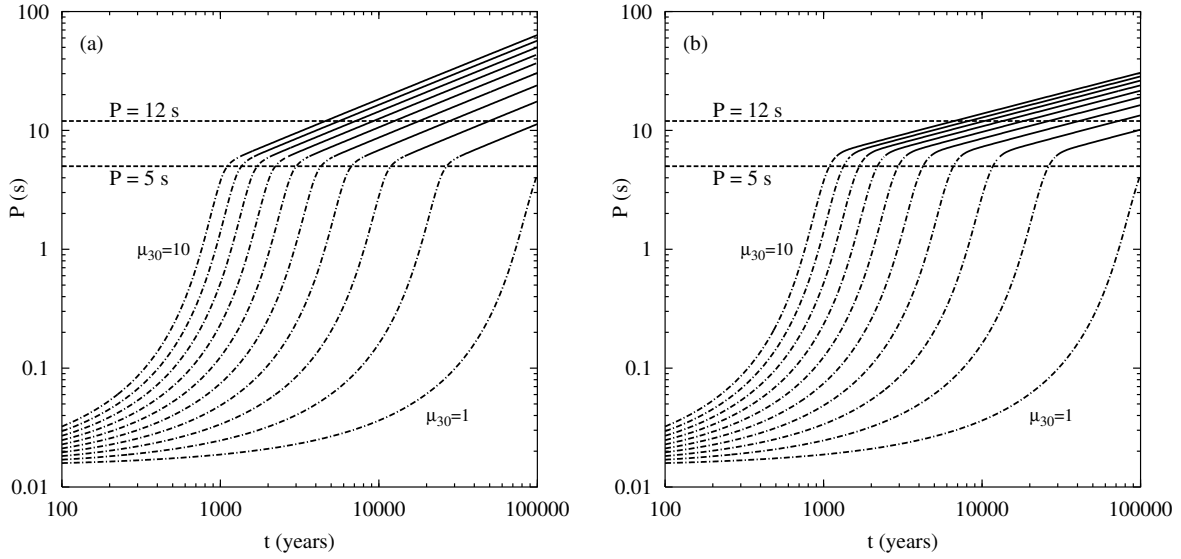 (a)
100
10
1
0.1
0.01
P (s)
P = 12 s
P = 5 s
μ30=10
μ30=1
100 1000 10000 100000
t (years)
(b)
100
10
1
0.1
0.01
P (s)
P = 12 s
P = 5 s
μ30=10
μ30=1
100 1000 10000 100000
t (years)